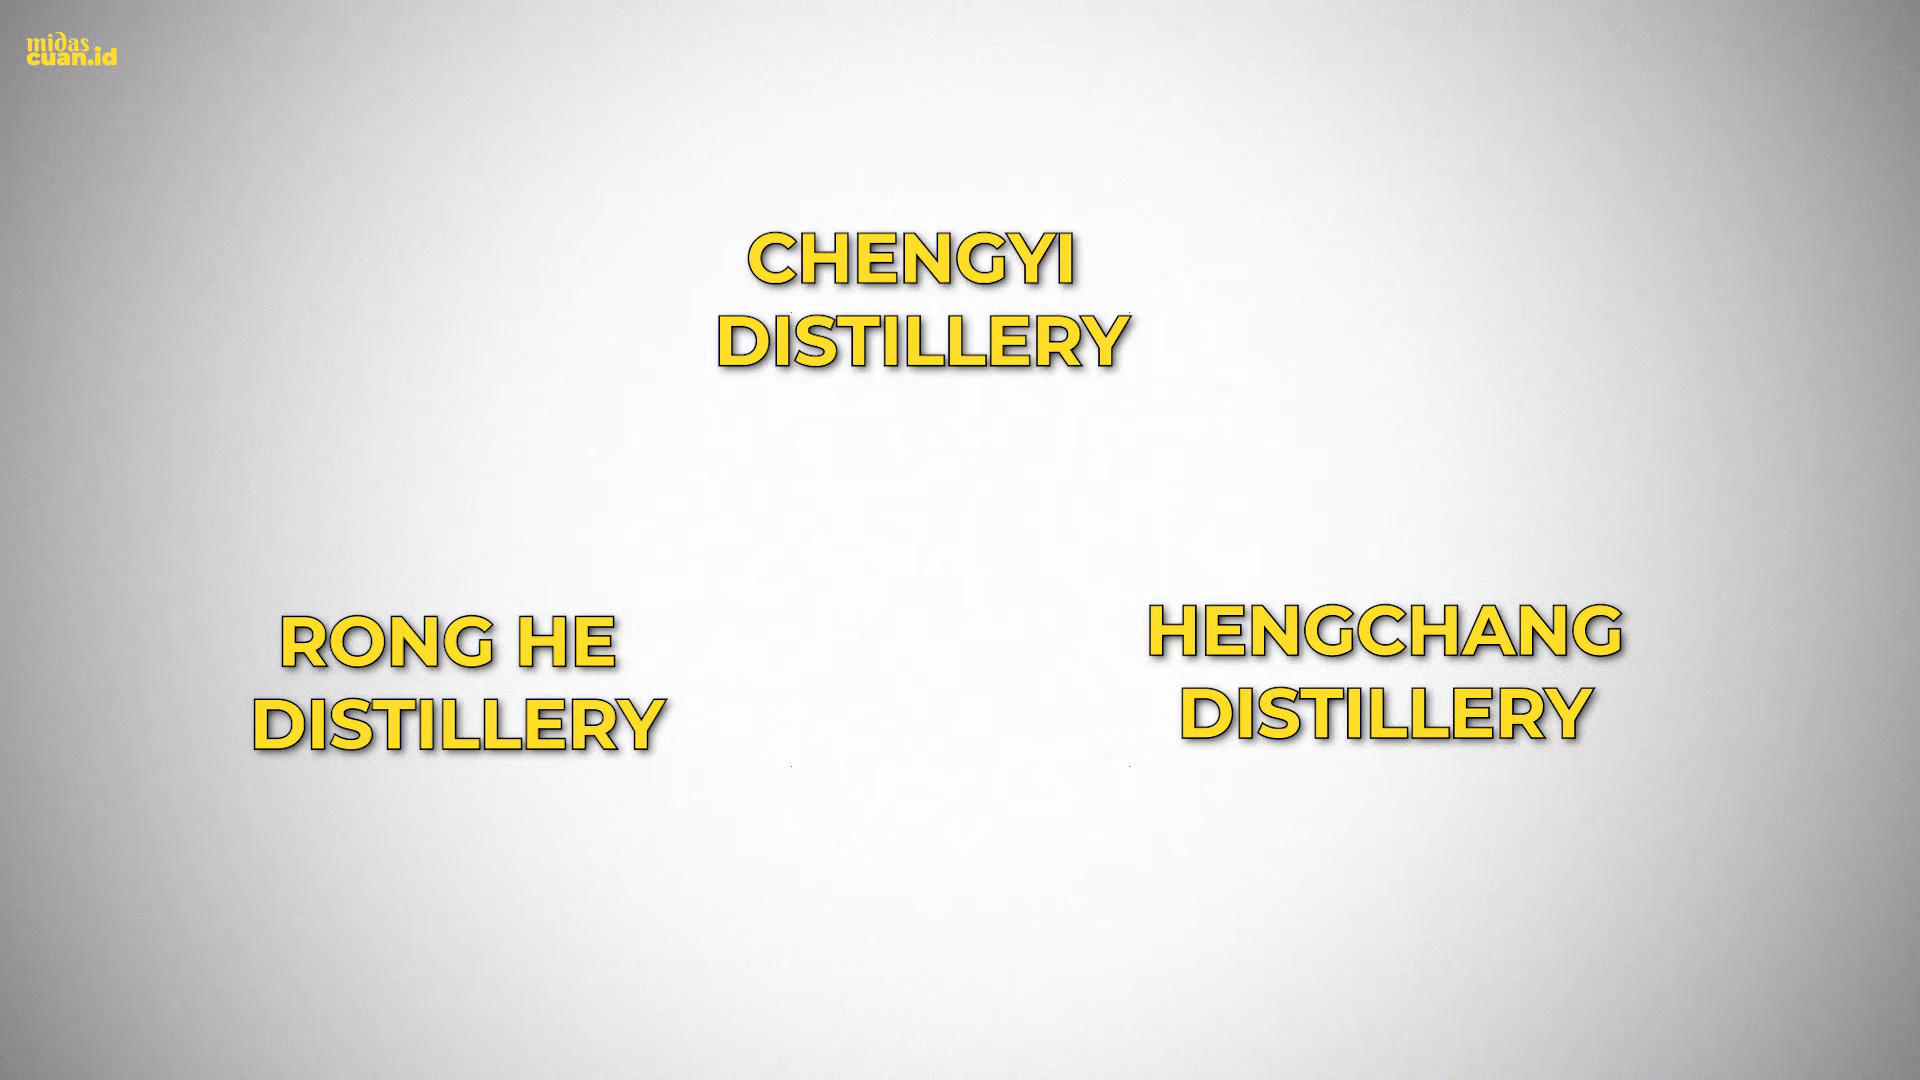 midas
cuan.id
CHENGYI
DISTILLERY
RONG HE
DISTILLERY
HENGCHANG
DISTILLERY